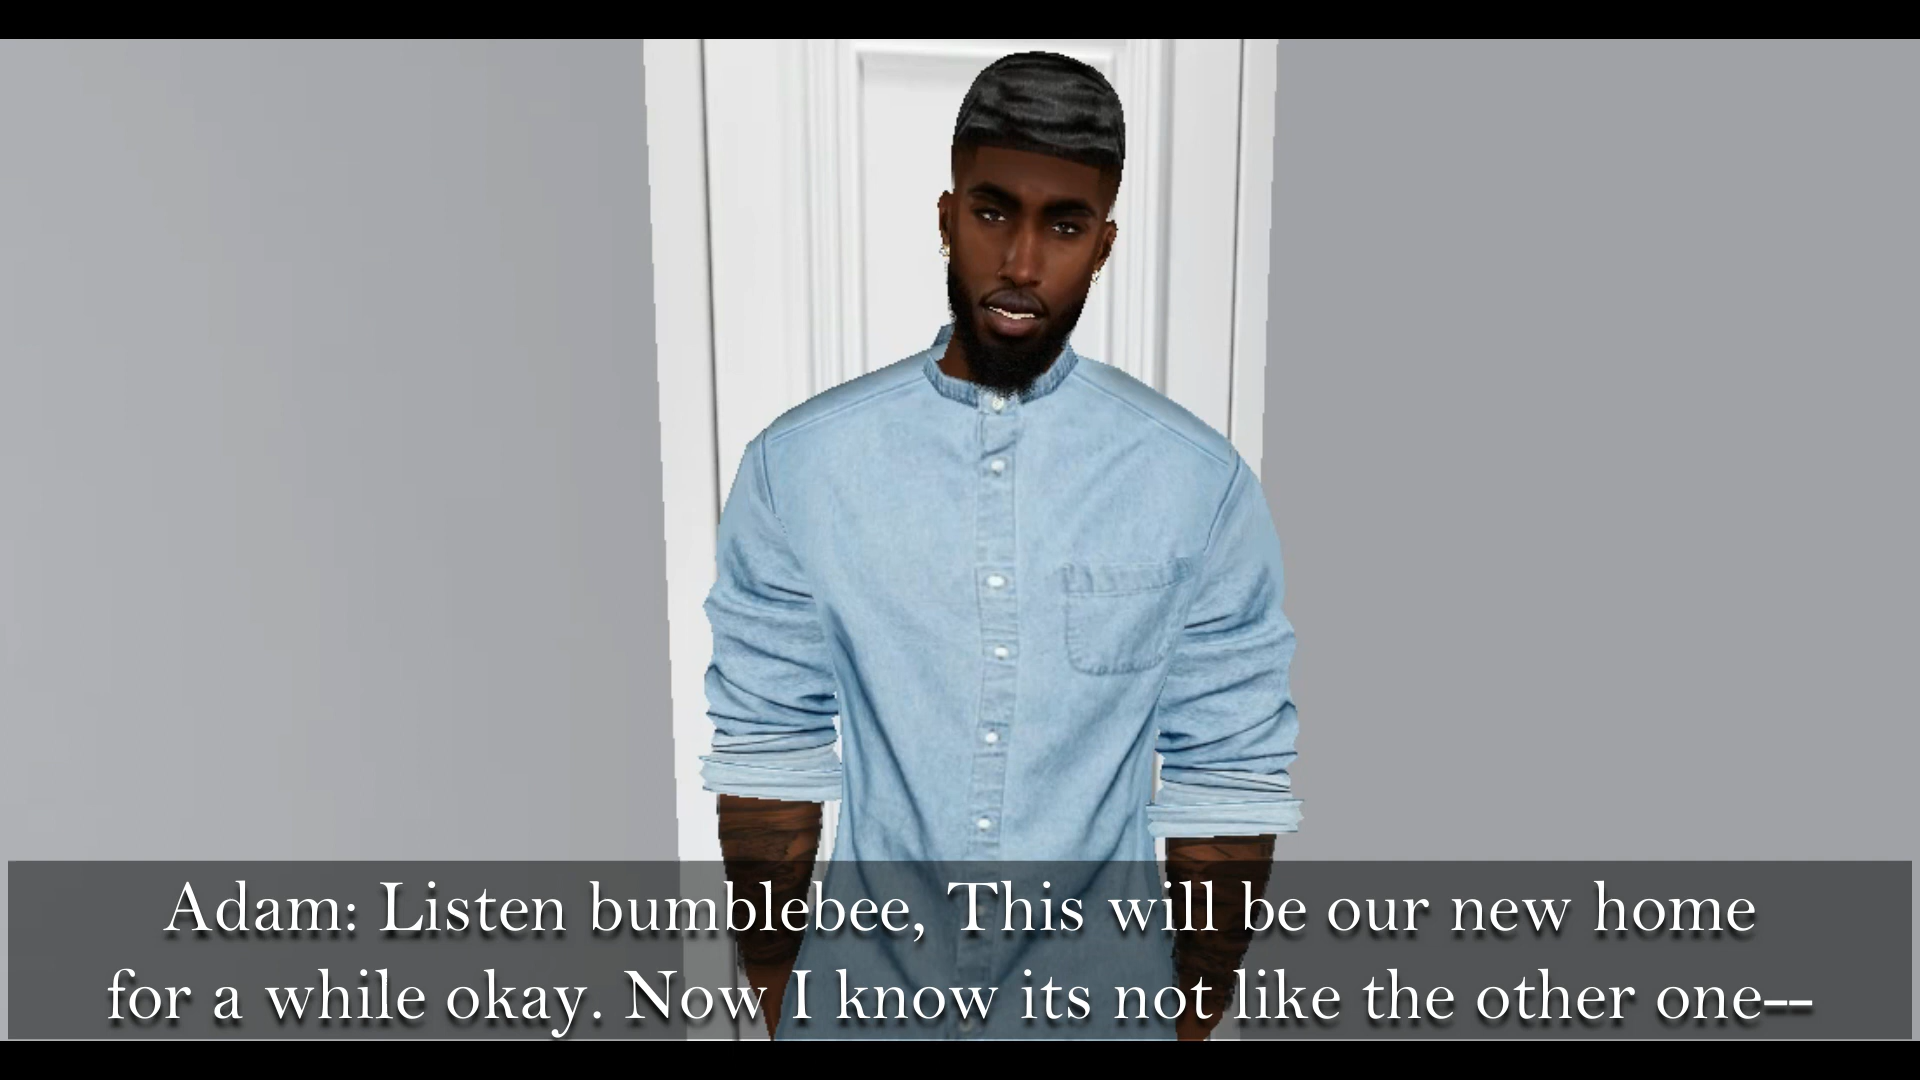 Adam: Listen bumblebee, This will be our new home
for a while okay. Now I know its not like the other one--